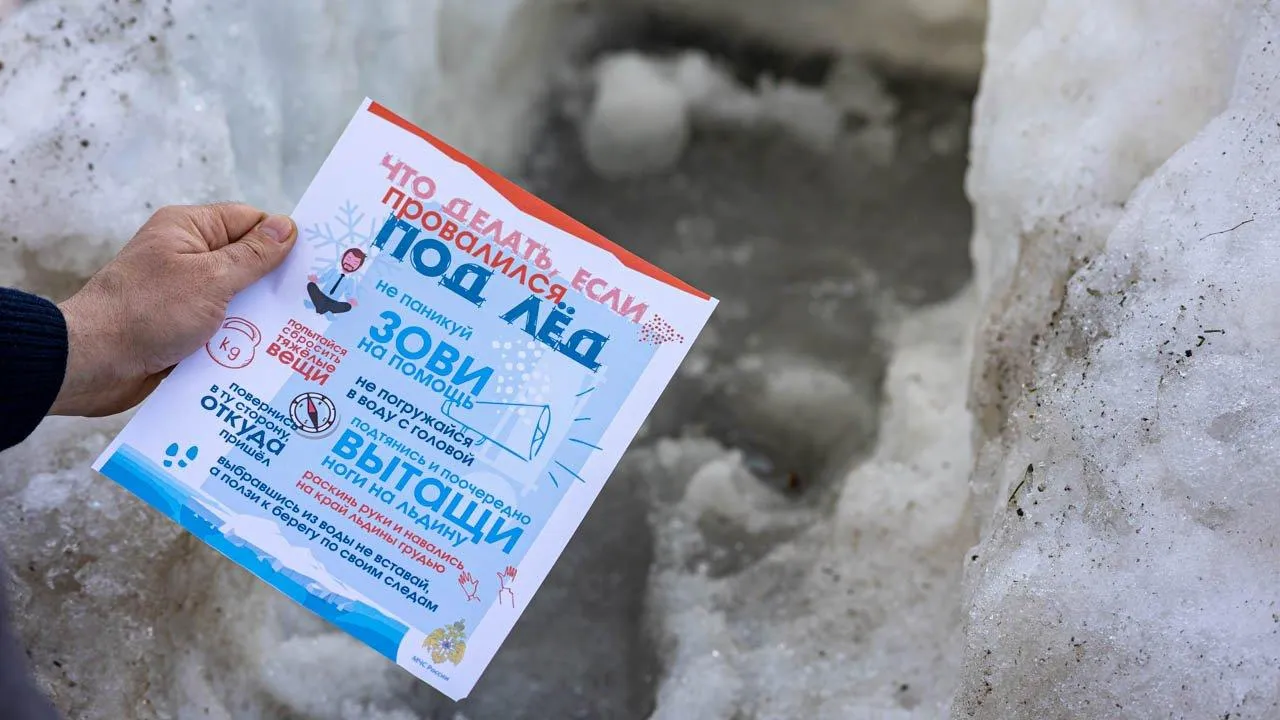 ЧТО ДЕЛАТЬ, ЕСЛИ
ПРОВАЛИЛСЯ
ПОД ЛЁД
не паникуй
ЗОВИ
на помощь
kg
попытайся
сбросить
тяжёлые
вещи
не погружайся
в воду с головой
повернись
в ту сторону,
откуда
пришёл
подтянись и поочередно
ВЫТАЩИ
ноги на льдину
раскинь руки и навались
на край льдины грудью
выбравшись из воды не вставай,
а ползи к берегу по своим следам
МЧС России